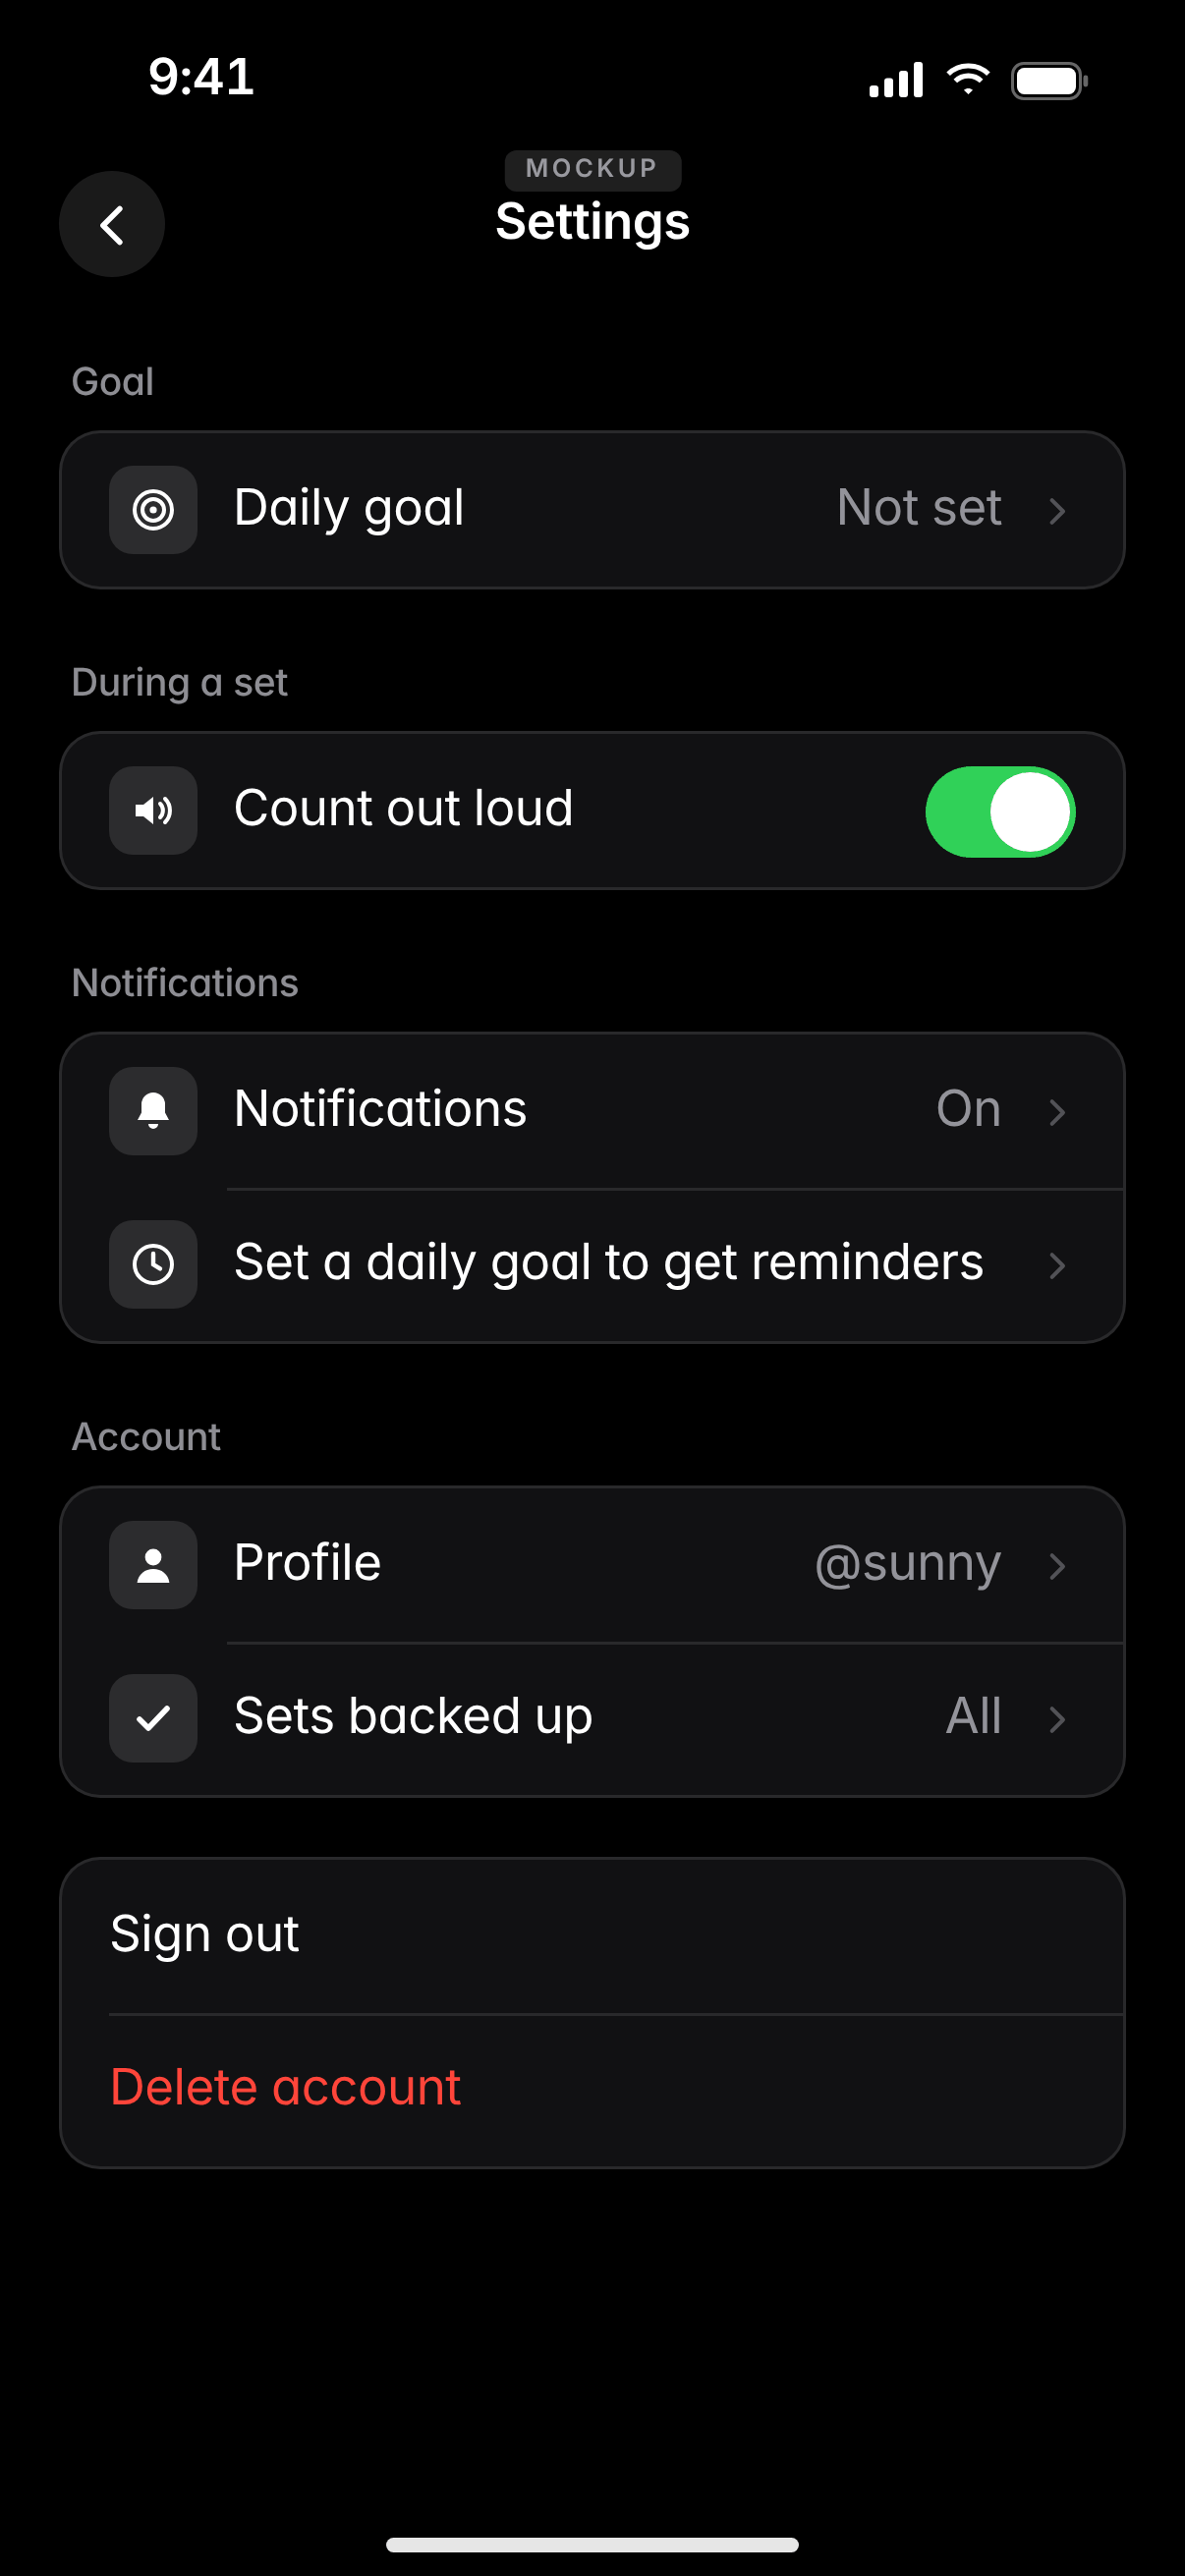 9:41
MOCKUP
Settings
Goal
Daily goal Not set
During a set
Count out loud
Notifications
Notifications On
Set a daily goal to get reminders
Account
Profile @sunny
Sets backed up All
Sign out
Delete account